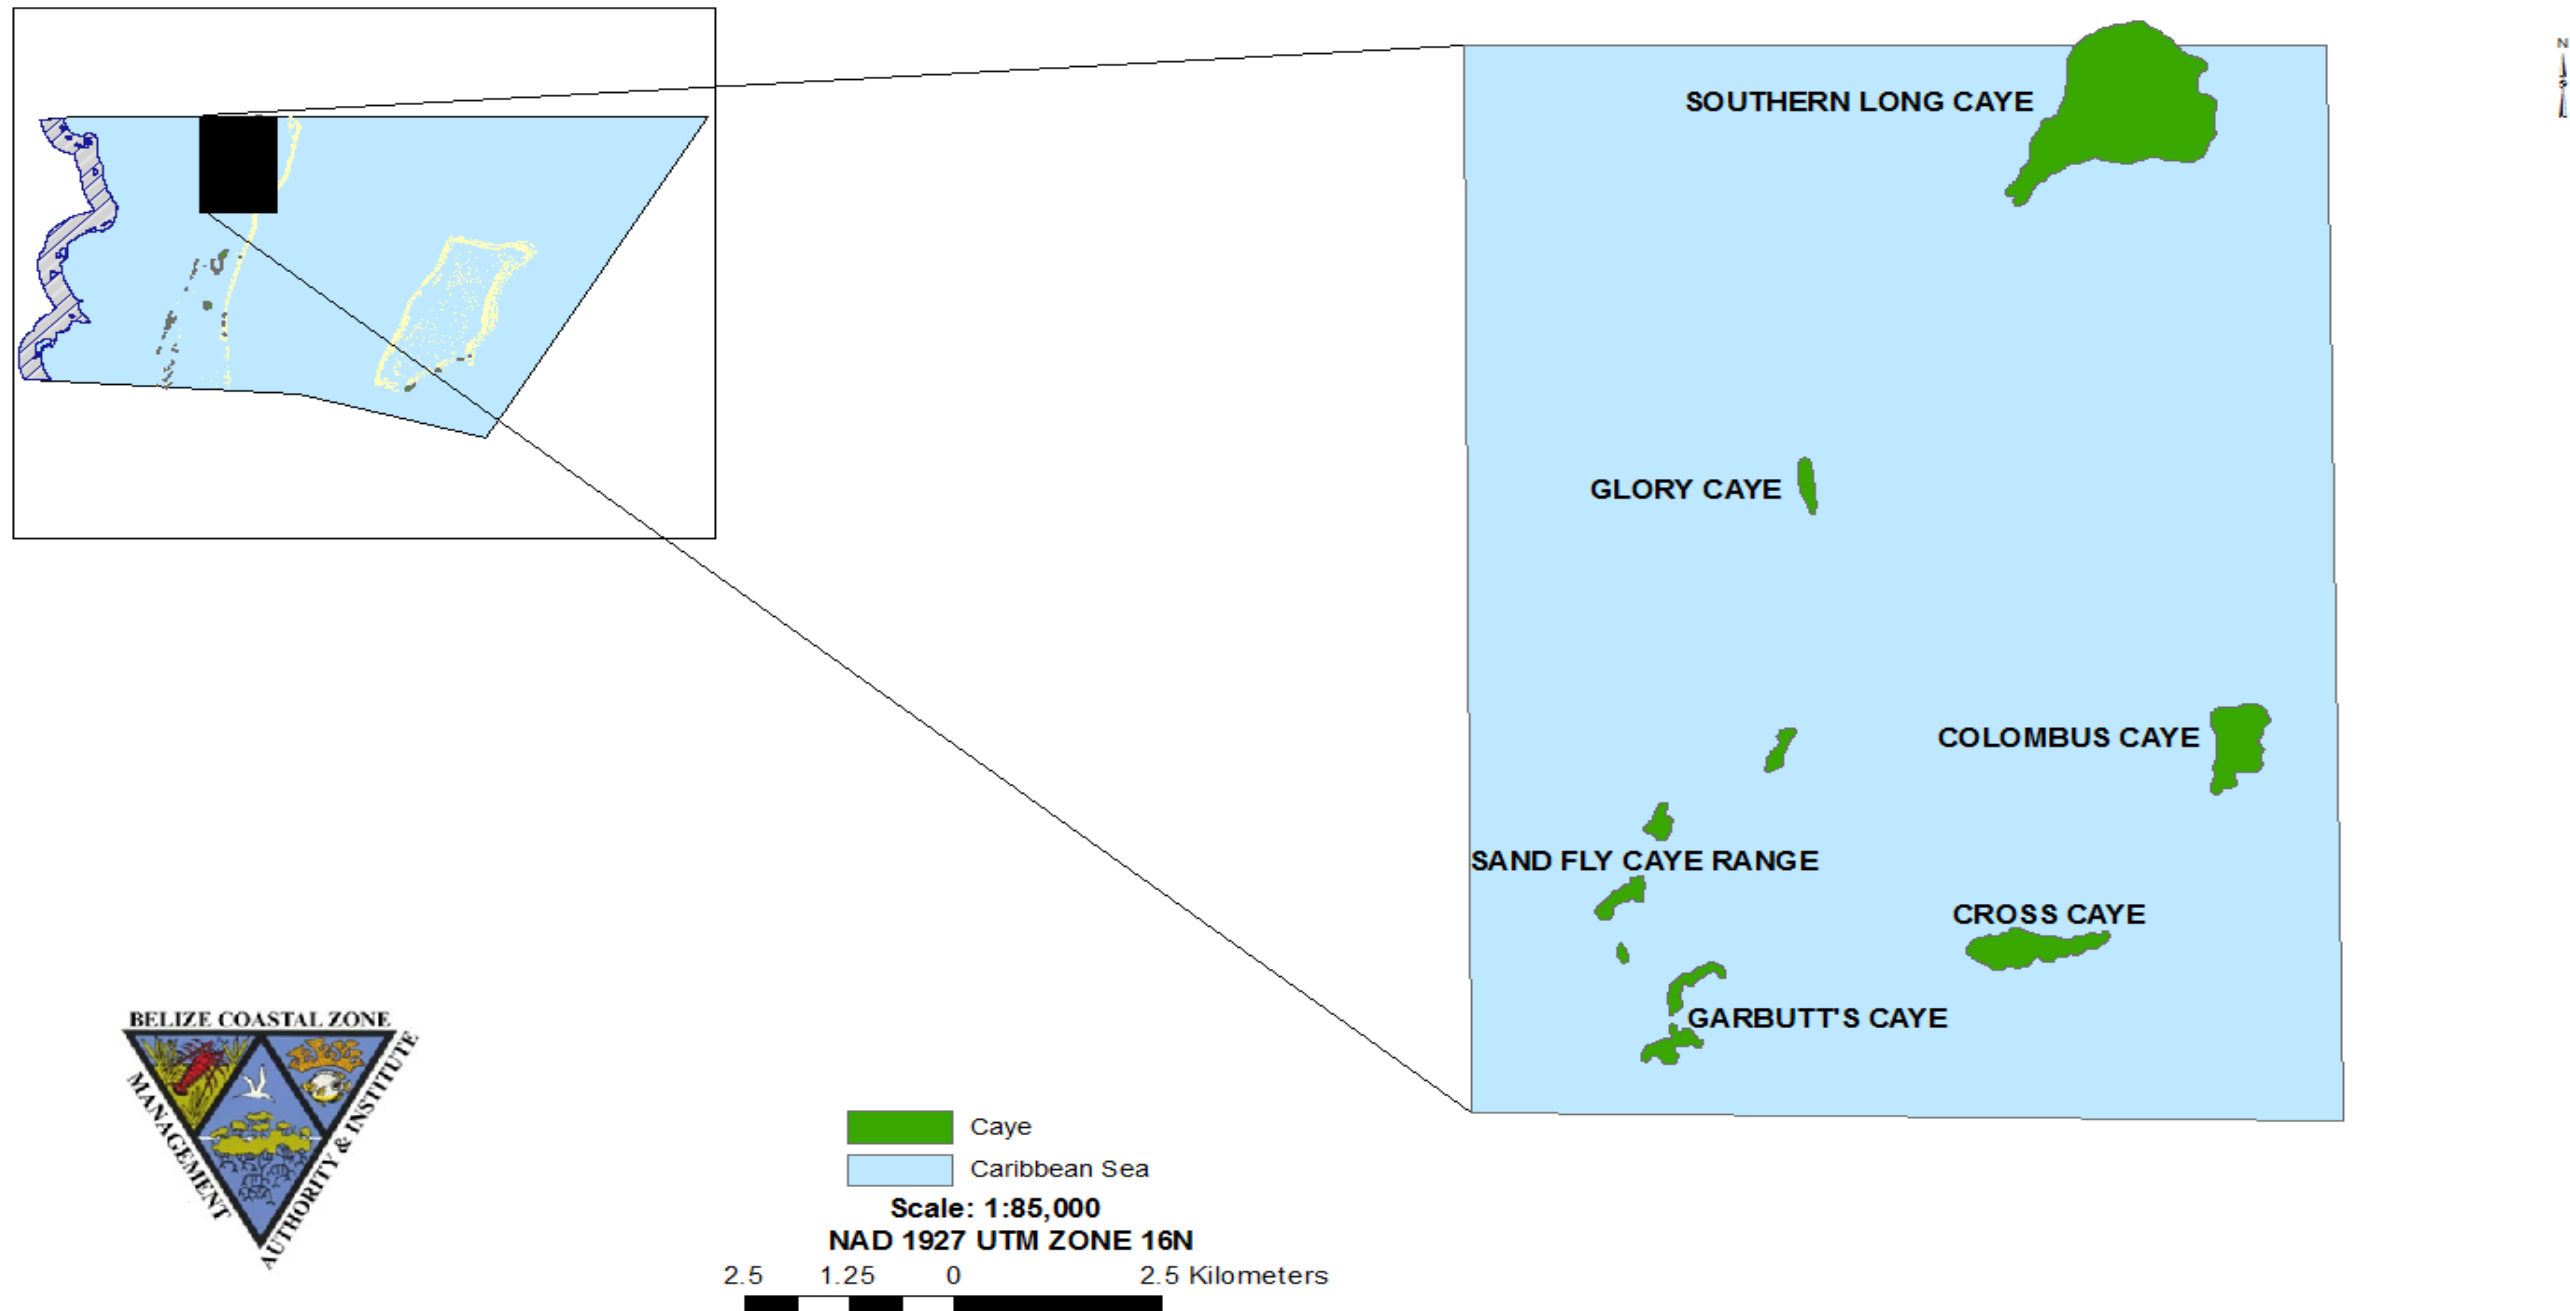 N
SOUTHERN LONG CAYE
GLORY CAYE
COLOMBUS CAYE
SAND FLY CAYE RANGE
CROSS CAYE
GARBUTT'S CAYE
BELIZE COASTAL ZONE
MANAGEMENT
AUTHORITY & INSTITUTE
Caye
Caribbean Sea
Scale: 1:85,000
NAD 1927 UTM ZONE 16N
2.5 1.25 0 2.5 Kilometers